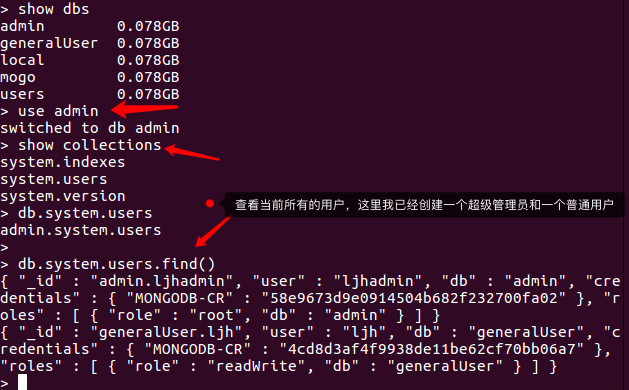 > show dbs
admin 0.078GB
generalUser 0.078GB
local 0.078GB
mogo 0.078GB
users 0.078GB
> use admin
switched to db admin
> show collections
system.indexes
system.users
system.version
查看当前所有的用户，这里我已经创建一个超级管理员和一个普通用户
> db.system.users
admin.system.users
>
> db.system.users.find()
{ "_id" : "admin.ljhadmin", "user" : "ljhadmin", "db" : "admin", "cre
dentials" : { "MONGODB-CR" : "58e9673d9e0914504b682f232700fa02" }, "r
oles" : [ { "role" : "root", "db" : "admin" } ] }
{ "_id" : "generalUser.ljh", "user" : "ljh", "db" : "generalUser", "c
redentials" : { "MONGODB-CR" : "4cd8d3af4f9938de11be62cf70bb06a7" },
"roles" : [ { "role" : "readWrite", "db" : "generalUser" } ] }
>